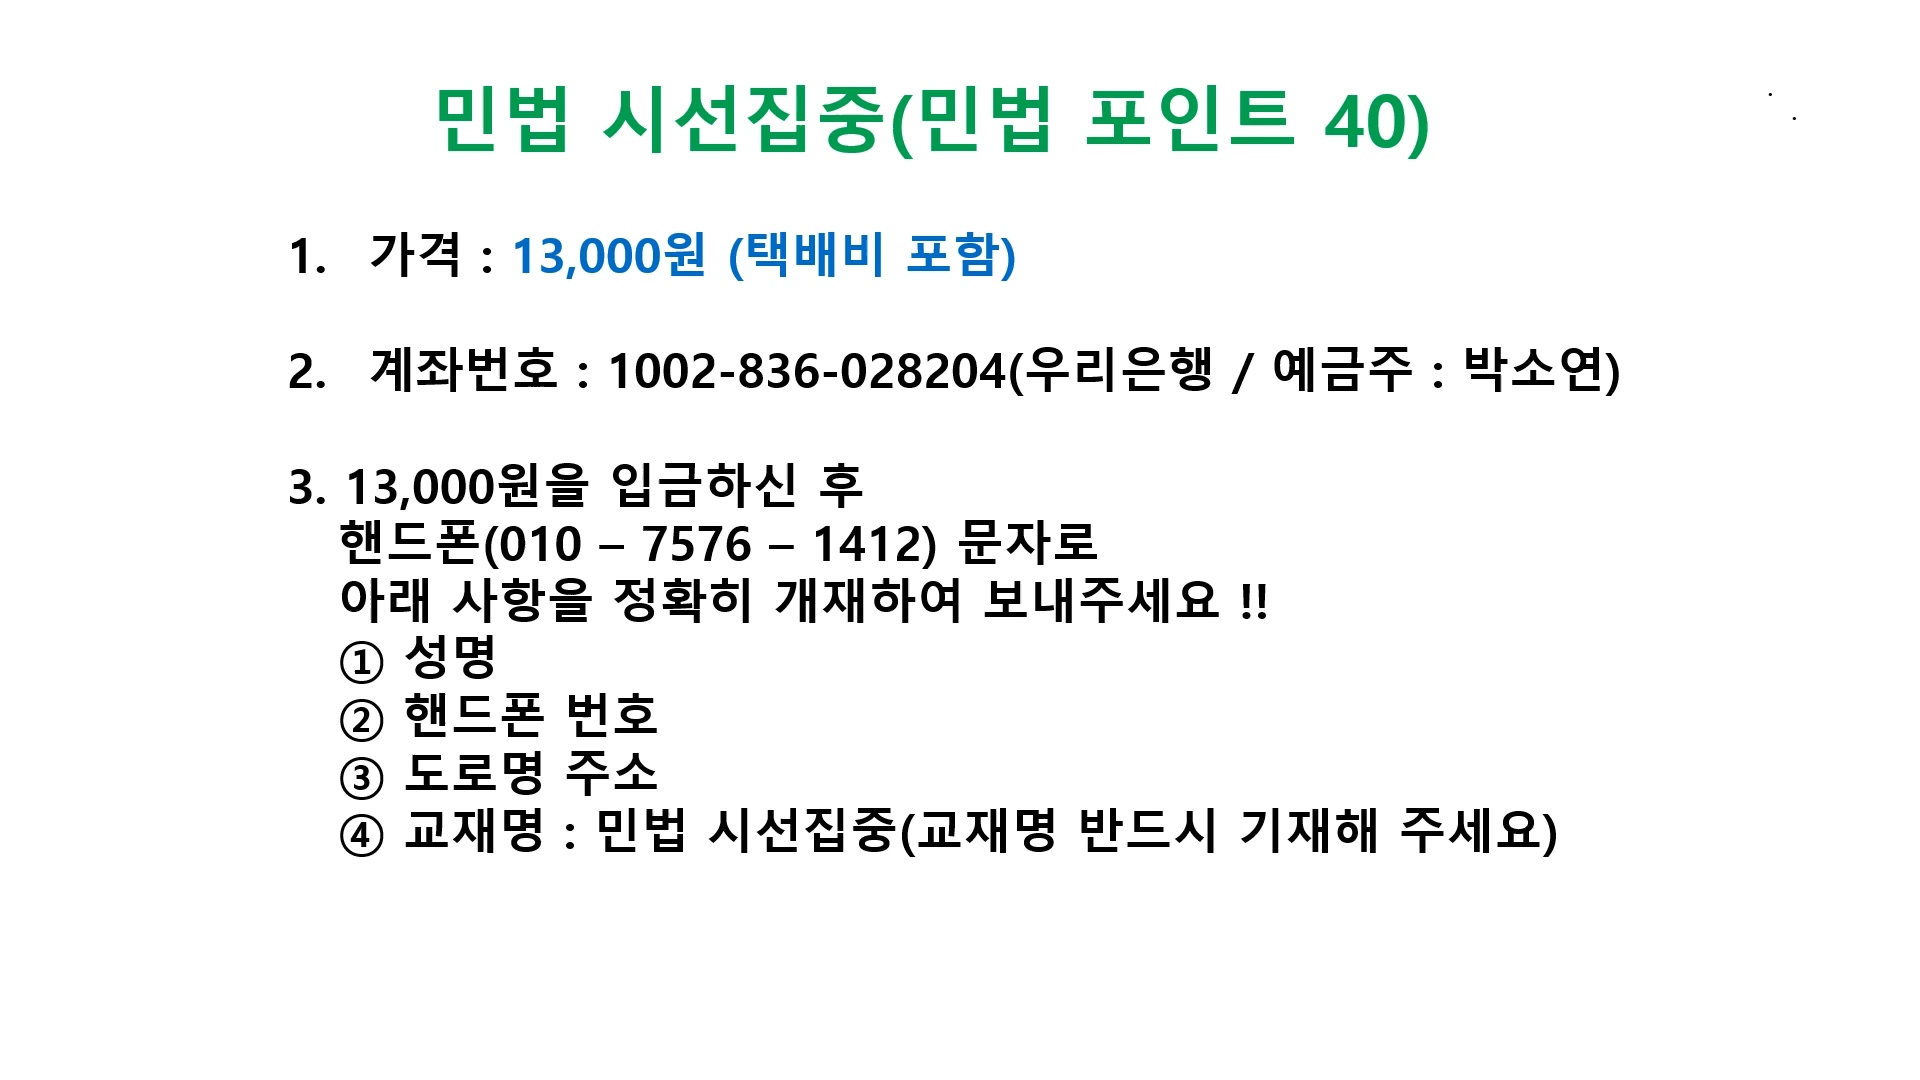 민법 시선집중(민법 포인트 40)
1. 가격 : 13,000원 (택배비 포함)
2. 계좌번호 : 1002-836-028204(우리은행 / 예금주 : 박소연)
3. 13,000원을 입금하신 후
핸드폰(010 – 7576 – 1412) 문자로
아래 사항을 정확히 개재하여 보내주세요 !!
① 성명
② 핸드폰 번호
③ 도로명 주소
④ 교재명 : 민법 시선집중(교재명 반드시 기재해 주세요)